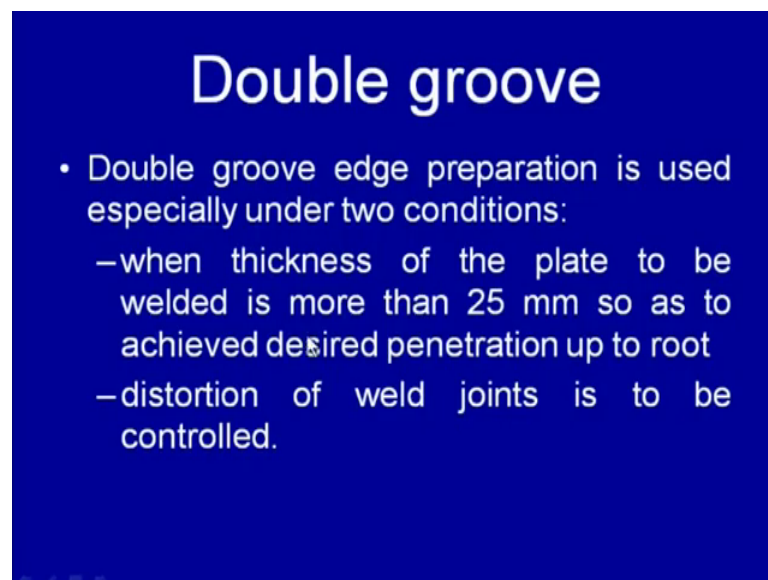 Double groove
• Double groove edge preparation is used
especially under two conditions:
–when thickness of the plate to be
welded is more than 25 mm so as to
achieved desired penetration up to root
–distortion of weld joints is to be
controlled.